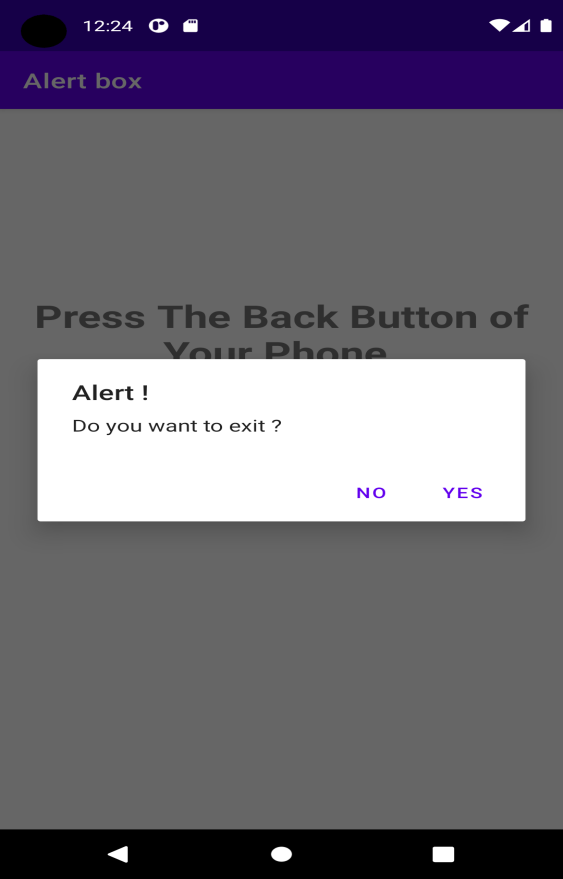 12:24
Alert box
Press The Back Button of
Your Phone
Alert !
Do you want to exit ?
NO YES